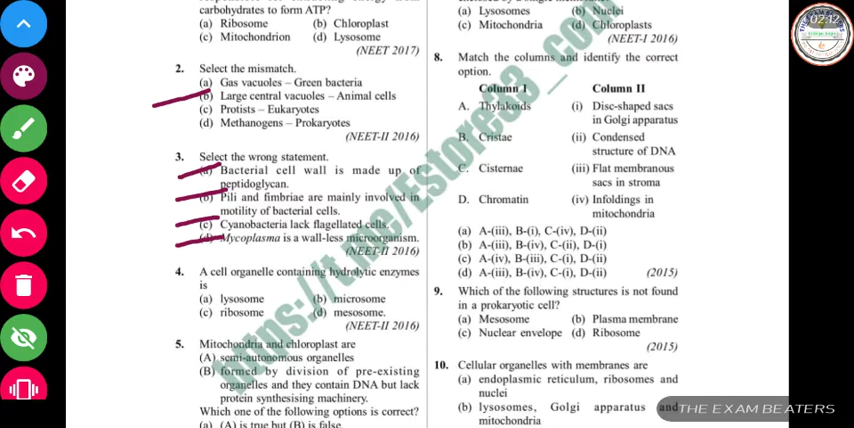 carbohydrates to form ATP?
(a) Ribosome (b) Chloroplast
(c) Mitochondrion (d) Lysosome
(NEET 2017)
2. Select the mismatch.
(a) Gas vacuoles – Green bacteria
(b) Large central vacuoles – Animal cells
(c) Protists – Eukaryotes
(d) Methanogens – Prokaryotes
(NEET-II 2016)
3. Select the wrong statement.
(a) Bacterial cell wall is made up of
peptidoglycan.
(b) Pili and fimbriae are mainly involved in
motility of bacterial cells.
(c) Cyanobacteria lack flagellated cells.
(d) Mycoplasma is a wall-less microorganism.
(NEET-II 2016)
4. A cell organelle containing hydrolytic enzymes
is
(a) lysosome (b) microsome
(c) ribosome (d) mesosome.
(NEET-II 2016)
5. Mitochondria and chloroplast are
(A) semi-autonomous organelles
(B) formed by division of pre-existing
organelles and they contain DNA but lack
protein synthesising machinery.
Which one of the following options is correct?
(a) (A) is true but (B) is false.
(a) Lysosomes (b) Nuclei
(c) Mitochondria (d) Chloroplasts
(NEET-I 2016)
8. Match the columns and identify the correct
option.
Column I Column II
A. Thylakoids (i) Disc-shaped sacs
in Golgi apparatus
B. Cristae (ii) Condensed
structure of DNA
C. Cisternae (iii) Flat membranous
sacs in stroma
D. Chromatin (iv) Infoldings in
mitochondria
(a) A-(iii), B-(i), C-(iv), D-(ii)
(b) A-(iii), B-(iv), C-(ii), D-(i)
(c) A-(iv), B-(iii), C-(i), D-(ii)
(d) A-(iii), B-(iv), C-(i), D-(ii) (2015)
9. Which of the following structures is not found
in a prokaryotic cell?
(a) Mesosome (b) Plasma membrane
(c) Nuclear envelope (d) Ribosome
(2015)
10. Cellular organelles with membranes are
(a) endoplasmic reticulum, ribosomes and
nuclei
(b) lysosomes, Golgi apparatus and
mitochondria
https://t.me/Estore33_com
02:12
THE EXAM BEATERS